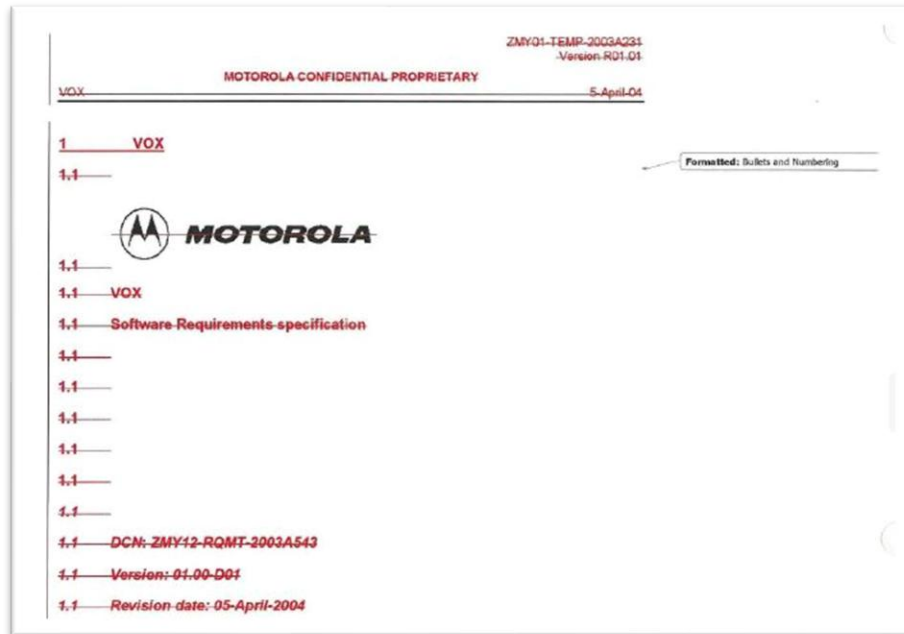 ZMY01-TEMP-2003A231
Version R01.01
MOTOROLA CONFIDENTIAL PROPRIETARY
VOX 5-April-04
1 VOX
Formatted: Bullets and Numbering
1.1
MOTOROLA
1.1
1.1 VOX
1.1 Software Requirements specification
1.1
1.1
1.1
1.1
1.1
1.1
1.1 DCN: ZMY12-RQMT-2003A543
1.1 Version: 01.00-D01
1.1 Revision date: 05-April-2004